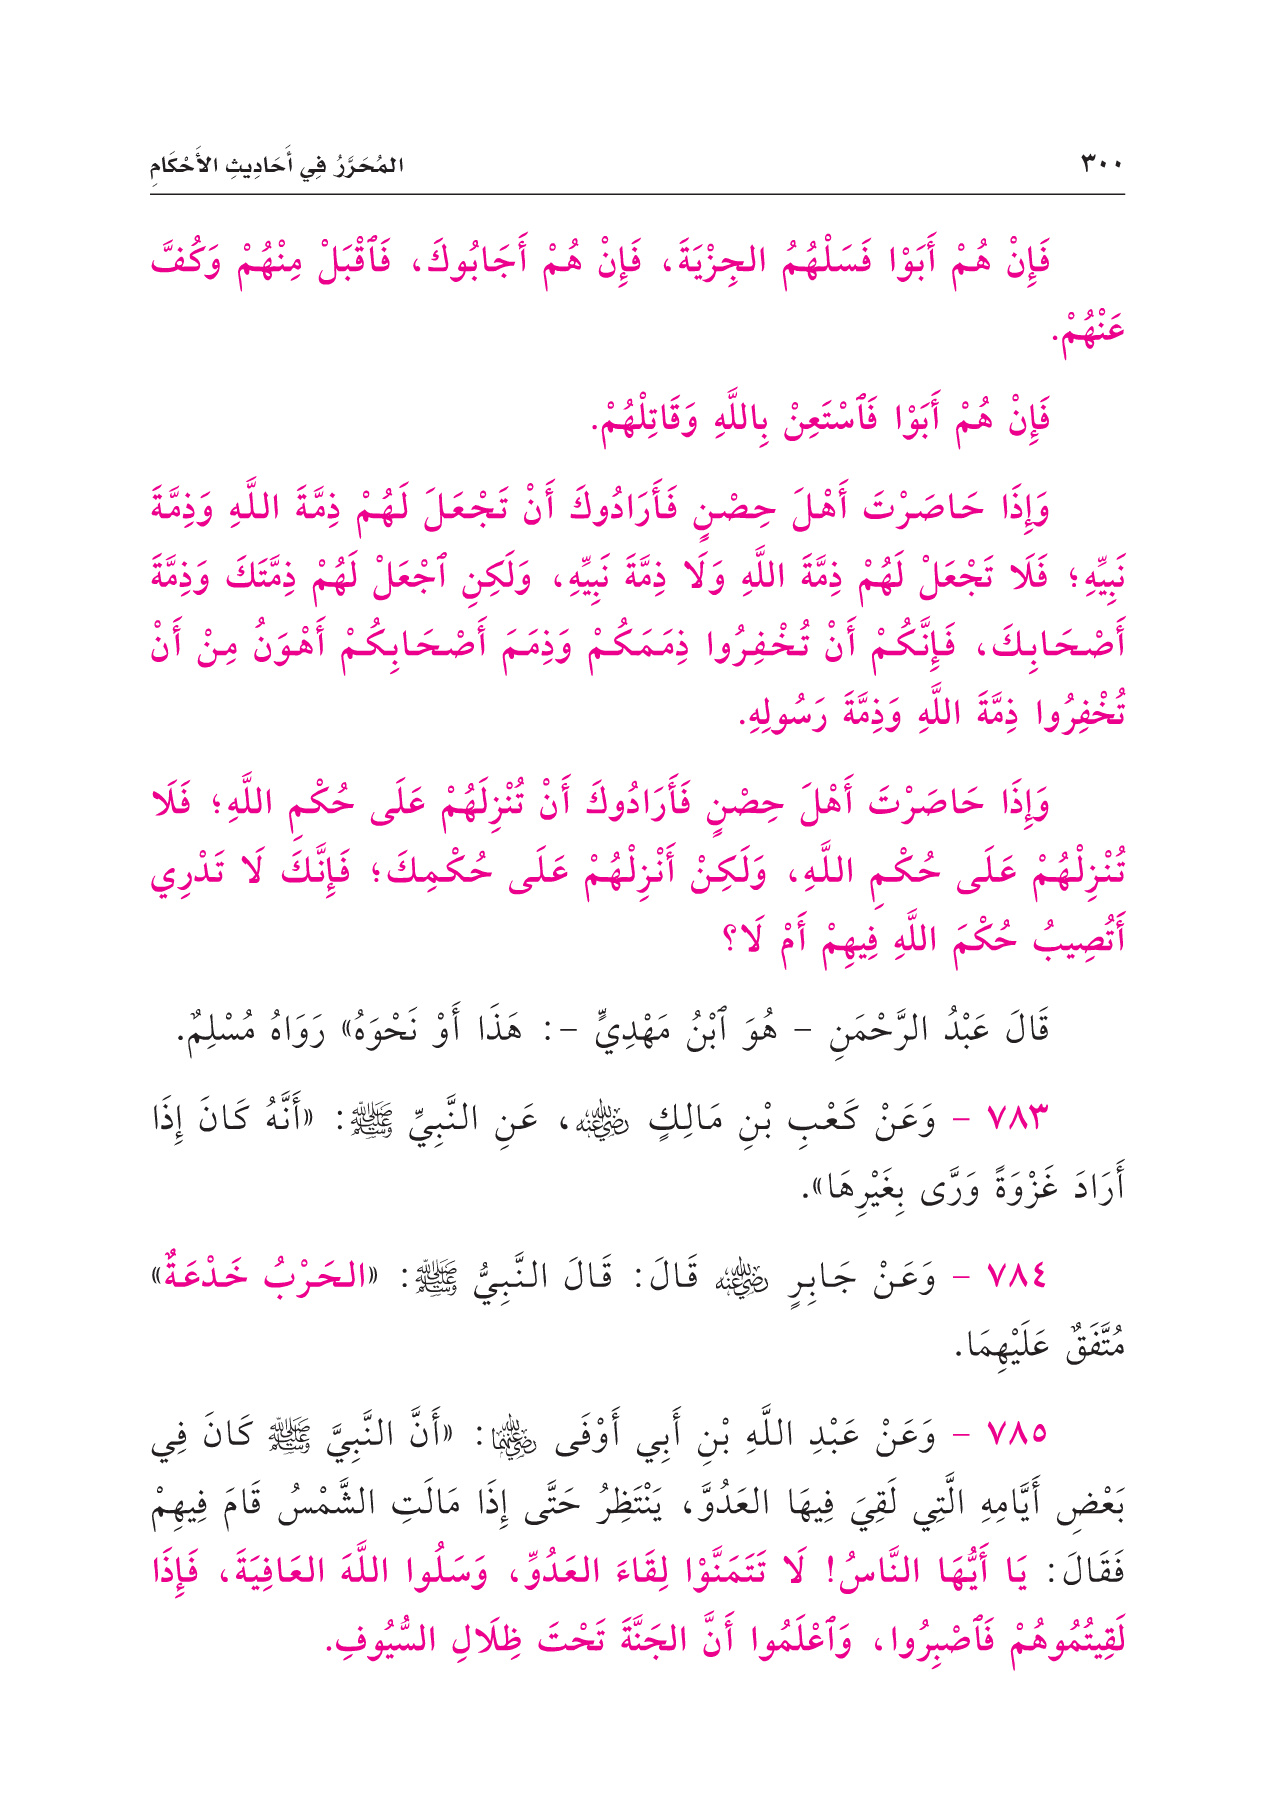 ٣٠٠
المُحَرَّرُ فِي أَحَادِيثِ الأَحْكَامِ
فَإِنْ هُمْ أَبَوْا فَسَلْهُمُ الجِزْيَةَ، فَإِنْ هُمْ أَجَابُوكَ، فَٱقْبَلْ مِنْهُمْ وَكُفَّ
عَنْهُمْ.
فَإِنْ هُمْ أَبَوْا فَٱسْتَعِنْ بِاللَّهِ وَقَاتِلْهُمْ.
وَإِذَا حَاصَرْتَ أَهْلَ حِصْنٍ فَأَرَادُوكَ أَنْ تَجْعَلَ لَهُمْ ذِمَّةَ اللَّهِ وَذِمَّةَ
نَبِيِّهِ؛ فَلَا تَجْعَلْ لَهُمْ ذِمَّةَ اللَّهِ وَلَا ذِمَّةَ نَبِيِّهِ، وَلَكِنِ ٱجْعَلْ لَهُمْ ذِمَّتَكَ وَذِمَّةَ
أَصْحَابِكَ، فَإِنَّكُمْ أَنْ تُخْفِرُوا ذِمَمَكُمْ وَذِمَمَ أَصْحَابِكُمْ أَهْوَنُ مِنْ أَنْ
تُخْفِرُوا ذِمَّةَ اللَّهِ وَذِمَّةَ رَسُولِهِ.
وَإِذَا حَاصَرْتَ أَهْلَ حِصْنٍ فَأَرَادُوكَ أَنْ تُنْزِلَهُمْ عَلَى حُكْمِ اللَّهِ؛ فَلَا
تُنْزِلْهُمْ عَلَى حُكْمِ اللَّهِ، وَلَكِنْ أَنْزِلْهُمْ عَلَى حُكْمِكَ؛ فَإِنَّكَ لَا تَدْرِي
أَتُصِيبُ حُكْمَ اللَّهِ فِيهِمْ أَمْ لَا؟
قَالَ عَبْدُ الرَّحْمَنِ – هُوَ ٱبْنُ مَهْدِيٍّ –: هَذَا أَوْ نَحْوَهُ» رَوَاهُ مُسْلِمٌ.
٧٨٣ – وَعَنْ كَعْبِ بْنِ مَالِكٍ رضي الله عنه، عَنِ النَّبِيِّ ﷺ: «أَنَّهُ كَانَ إِذَا
أَرَادَ غَزْوَةً وَرَّى بِغَيْرِهَا».
٧٨٤ – وَعَنْ جَابِرٍ رضي الله عنه قَالَ: قَالَ النَّبِيُّ ﷺ: «الحَرْبُ خَدْعَةٌ»
مُتَّفَقٌ عَلَيْهِمَا.
٧٨٥ – وَعَنْ عَبْدِ اللَّهِ بْنِ أَبِي أَوْفَى رضي الله عنهما: «أَنَّ النَّبِيَّ ﷺ كَانَ فِي
بَعْضِ أَيَّامِهِ الَّتِي لَقِيَ فِيهَا العَدُوَّ، يَنْتَظِرُ حَتَّى إِذَا مَالَتِ الشَّمْسُ قَامَ فِيهِمْ
فَقَالَ: يَا أَيُّهَا النَّاسُ! لَا تَتَمَنَّوْا لِقَاءَ العَدُوِّ، وَسَلُوا اللَّهَ العَافِيَةَ، فَإِذَا
لَقِيتُمُوهُمْ فَٱصْبِرُوا، وَٱعْلَمُوا أَنَّ الجَنَّةَ تَحْتَ ظِلَالِ السُّيُوفِ.